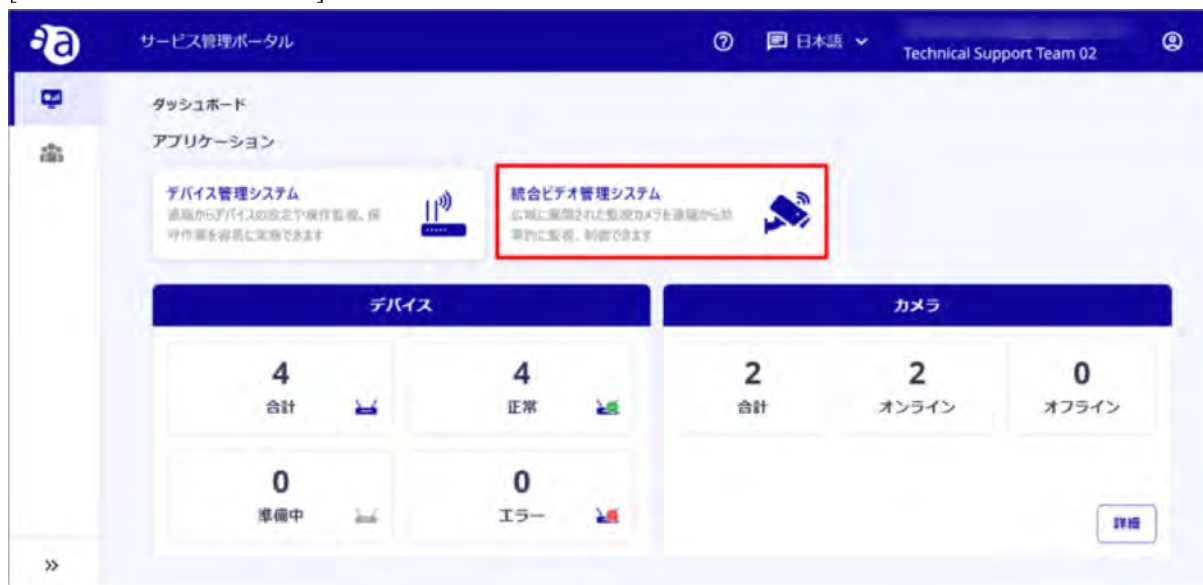 サービス管理ポータル
日本語
Technical Support Team 02
ダッシュボード
アプリケーション
デバイス管理システム
遠隔からデバイスの設定や操作監視、保
守作業を容易に実施できます
統合ビデオ管理システム
広域に展開された監視カメラを遠隔から効
率的に監視、制御できます
デバイス
カメラ
4
合計
4
正常
2
合計
2
オンライン
0
オフライン
0
準備中
0
エラー
詳細